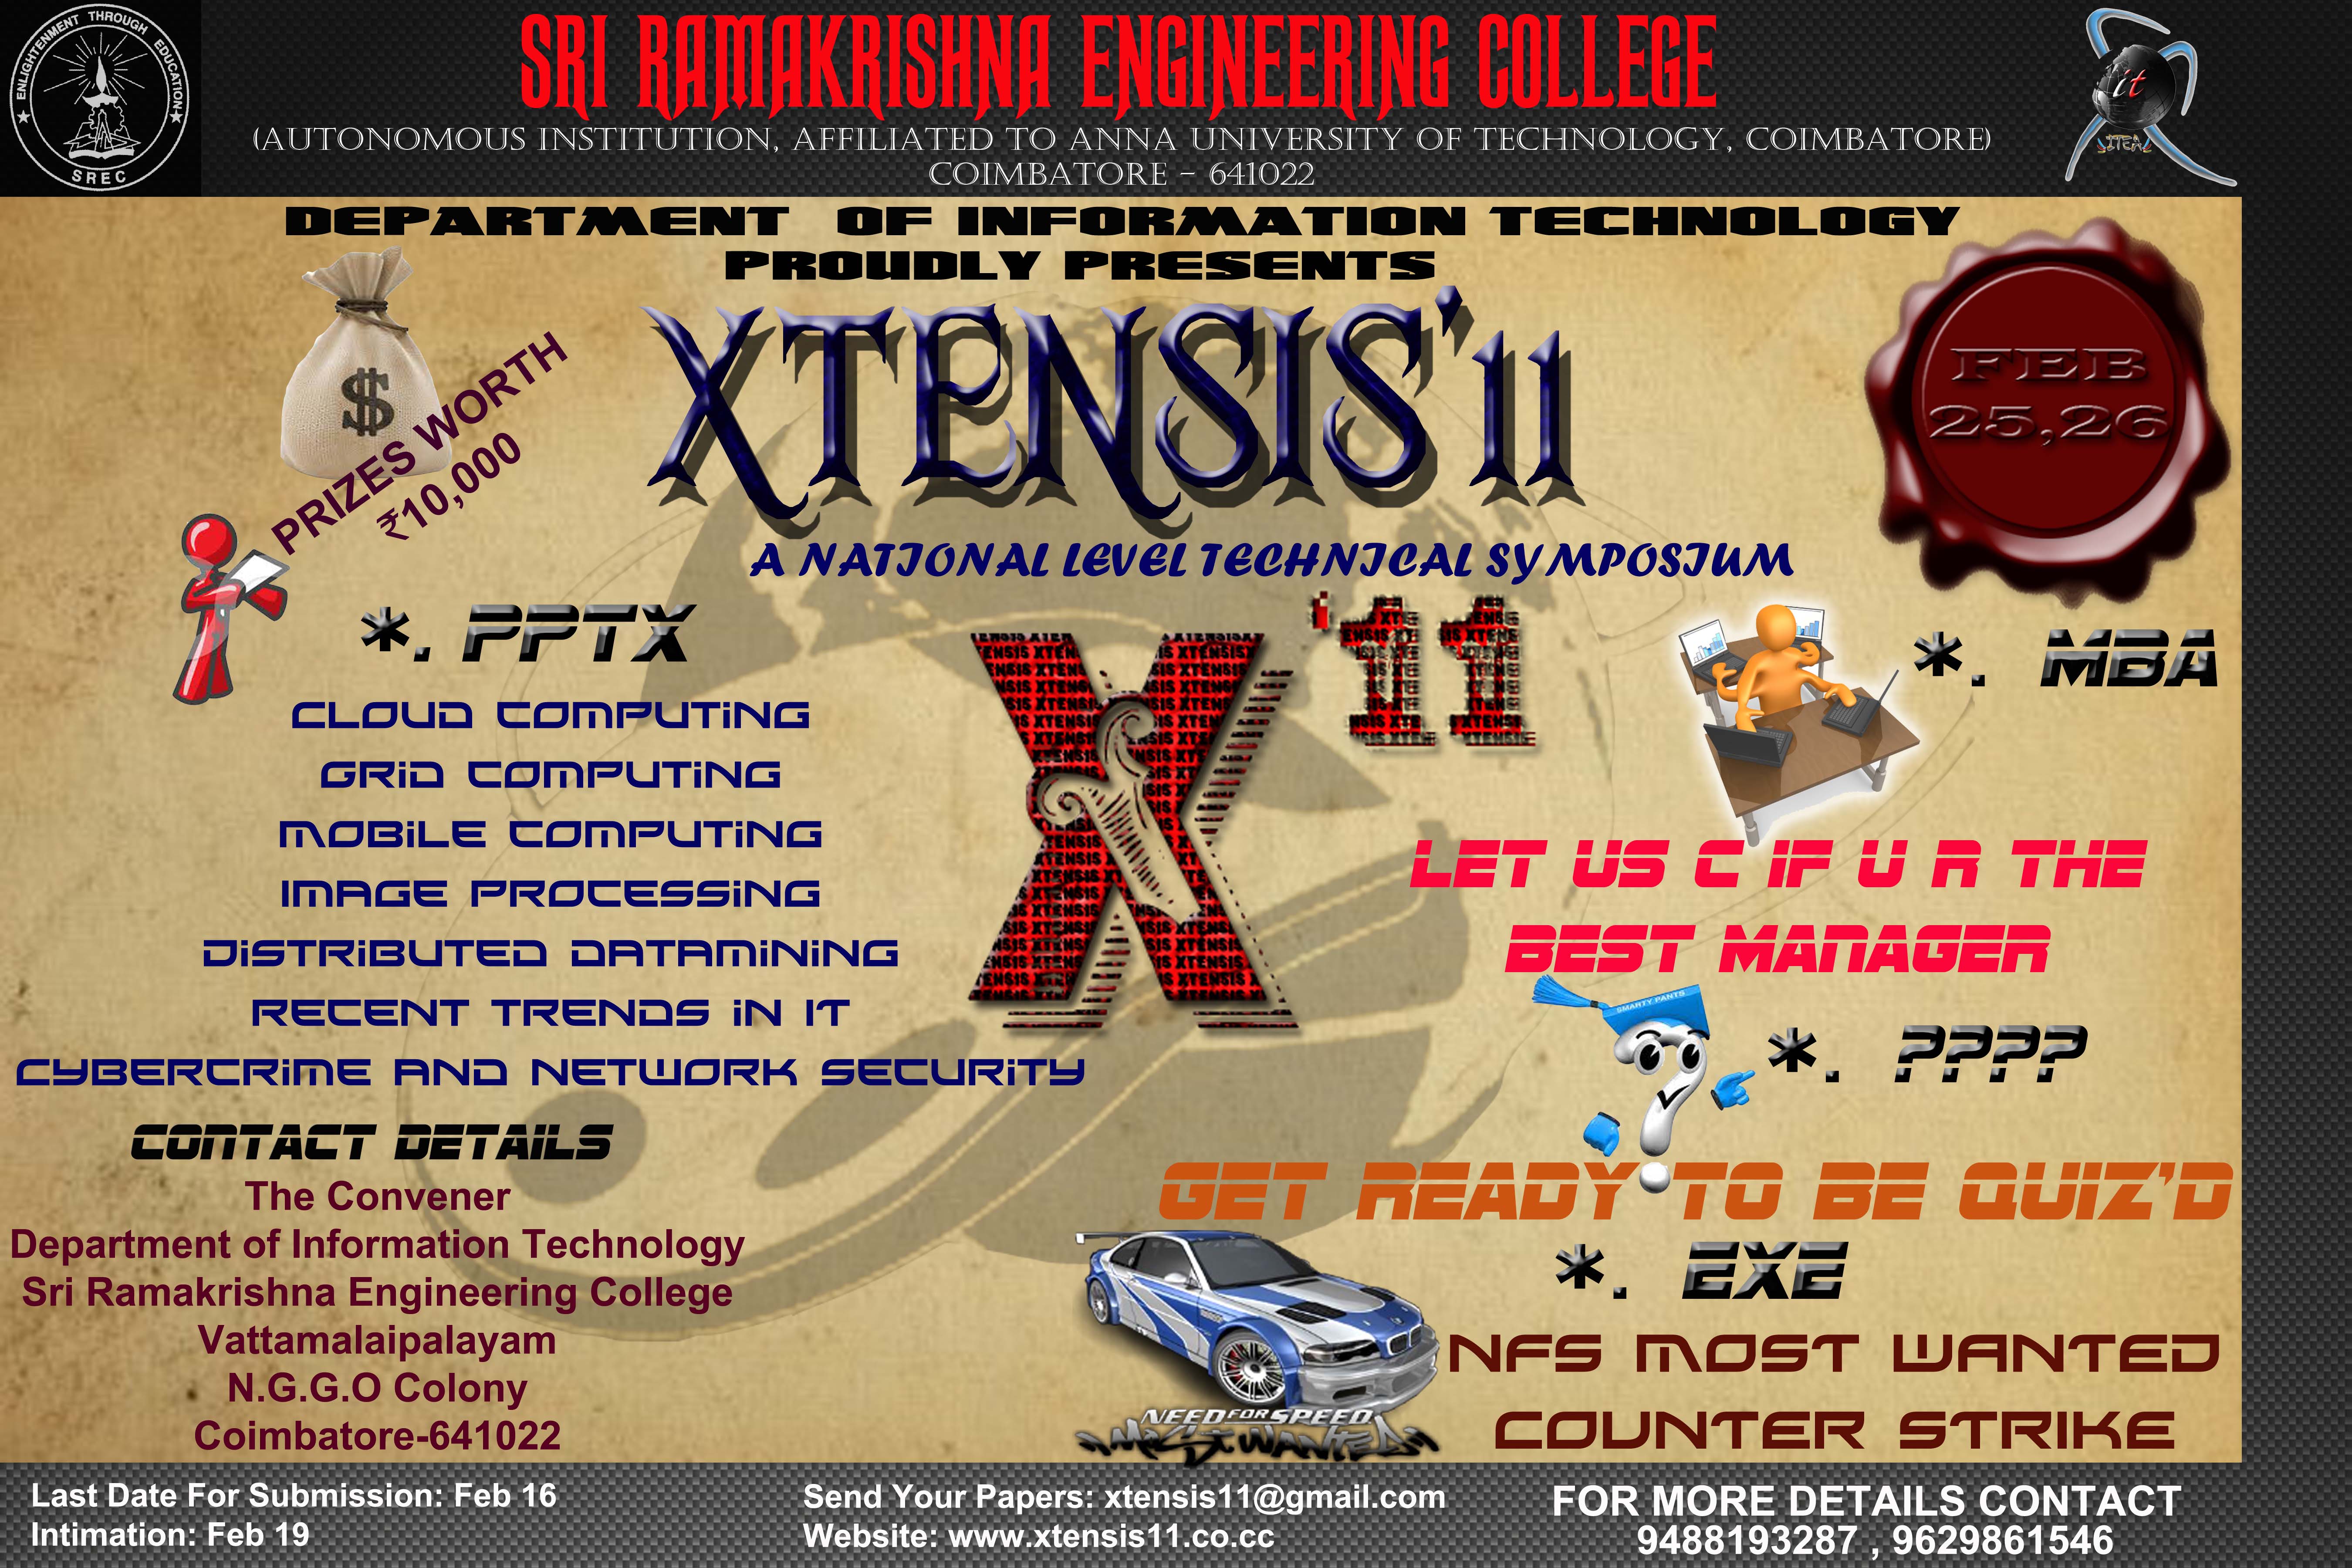 ENLIGHTENMENT THROUGH EDUCATION
SREC
SRI RAMAKRISHNA ENGINEERING COLLEGE
(AUTONOMOUS INSTITUTION, AFFILIATED TO ANNA UNIVERSITY OF TECHNOLOGY, COIMBATORE)
COIMBATORE - 641022
it
ITEA
DEPARTMENT OF INFORMATION TECHNOLOGY
PROUDLY PRESENTS
XTENSIS'11
FEB
25,26
$
PRIZES WORTH
₹10,000
A NATIONAL LEVEL TECHNICAL SYMPOSIUM
*. PPTX
CLOUD COMPUTING
GRID COMPUTING
MOBILE COMPUTING
IMAGE PROCESSING
DISTRIBUTED DATAMINING
RECENT TRENDS IN IT
CYBERCRIME AND NETWORK SECURITY
X'11
*. MBA
LET US C IF U R THE
BEST MANAGER
SMARTY PANTS
*. ????
GET READY TO BE QUIZ'D
*. EXE
NFS MOST WANTED
COUNTER STRIKE
NEED FOR SPEED
MOST WANTED
CONTACT DETAILS
The Convener
Department of Information Technology
Sri Ramakrishna Engineering College
Vattamalaipalayam
N.G.G.O Colony
Coimbatore-641022
Last Date For Submission: Feb 16
Intimation: Feb 19
Send Your Papers: xtensis11@gmail.com
Website: www.xtensis11.co.cc
FOR MORE DETAILS CONTACT
9488193287 , 9629861546